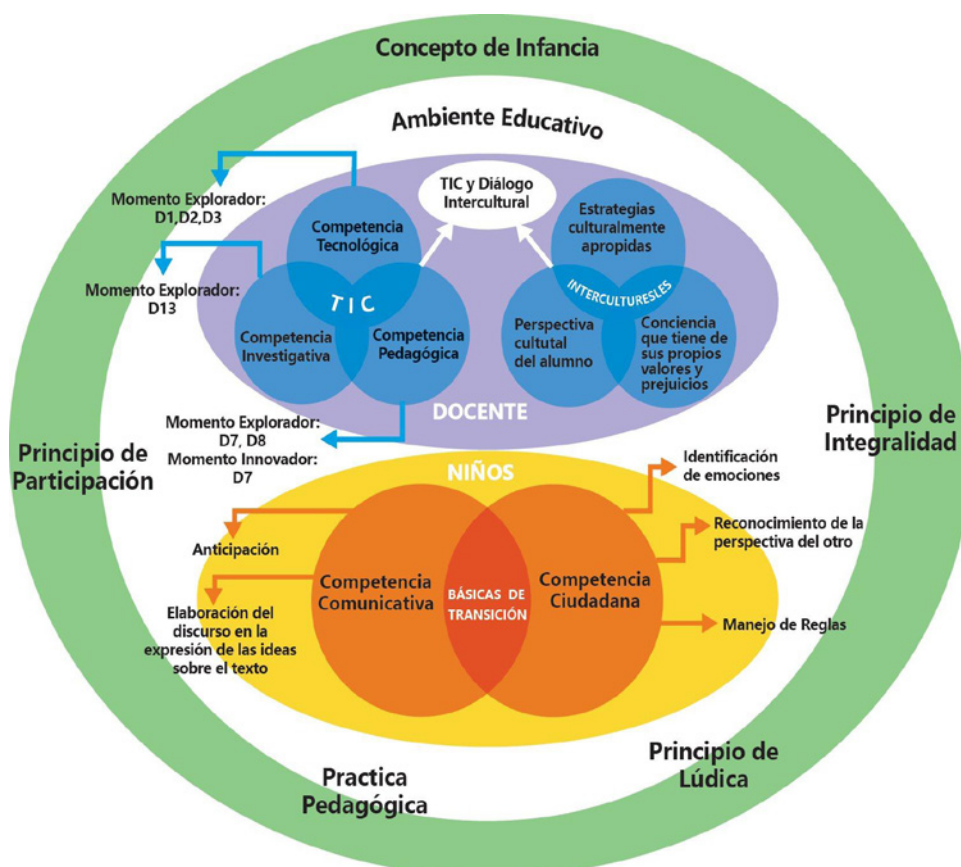 Concepto de Infancia
Ambiente Educativo
Momento Explorador:
D1,D2,D3
Momento Explorador:
D13
Competencia
Tecnológica
TIC
Competencia
Investigativa
Competencia
Pedagógica
TIC y Diálogo
Intercultural
Estrategias
culturalmente
apropidas
INTERCULTURESLES
Perspectiva
cultutal
del alumno
Conciencia
que tiene de
sus propios
valores y
prejuicios
DOCENTE
Momento Explorador:
D7, D8
Momento Innovador:
D7
Principio de
Participación
Principio de
Integralidad
NIÑOS
Identificación
de emociones
Anticipación
Reconocimiento de la
perspectiva del otro
Competencia
Comunicativa
BÁSICAS DE
TRANSICIÓN
Competencia
Ciudadana
Elaboración del
discurso en la
expresión de las ideas
sobre el texto
Manejo de Reglas
Practica
Pedagógica
Principio de
Lúdica